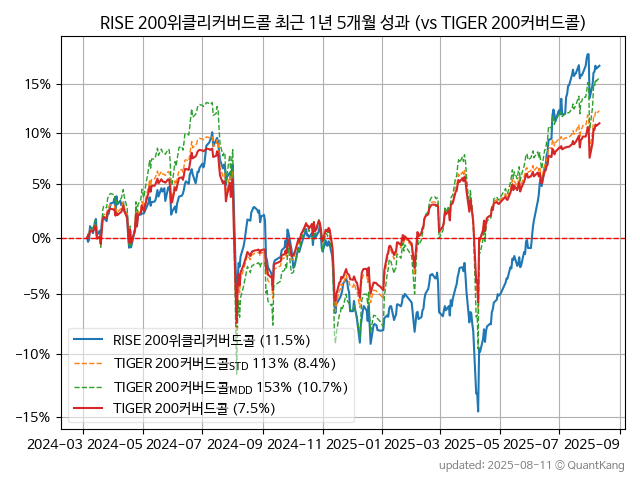 RISE 200위클리커버드콜 최근 1년 5개월 성과 (vs TIGER 200커버드콜)
15%
10%
5%
0%
−5%
−10%
−15%
RISE 200위클리커버드콜 (11.5%)
TIGER 200커버드콜STD 113% (8.4%)
TIGER 200커버드콜MDD 153% (10.7%)
TIGER 200커버드콜 (7.5%)
2024-03 2024-05 2024-07 2024-09 2024-11 2025-01 2025-03 2025-05 2025-07 2025-09
updated: 2025-08-11 © QuantKang